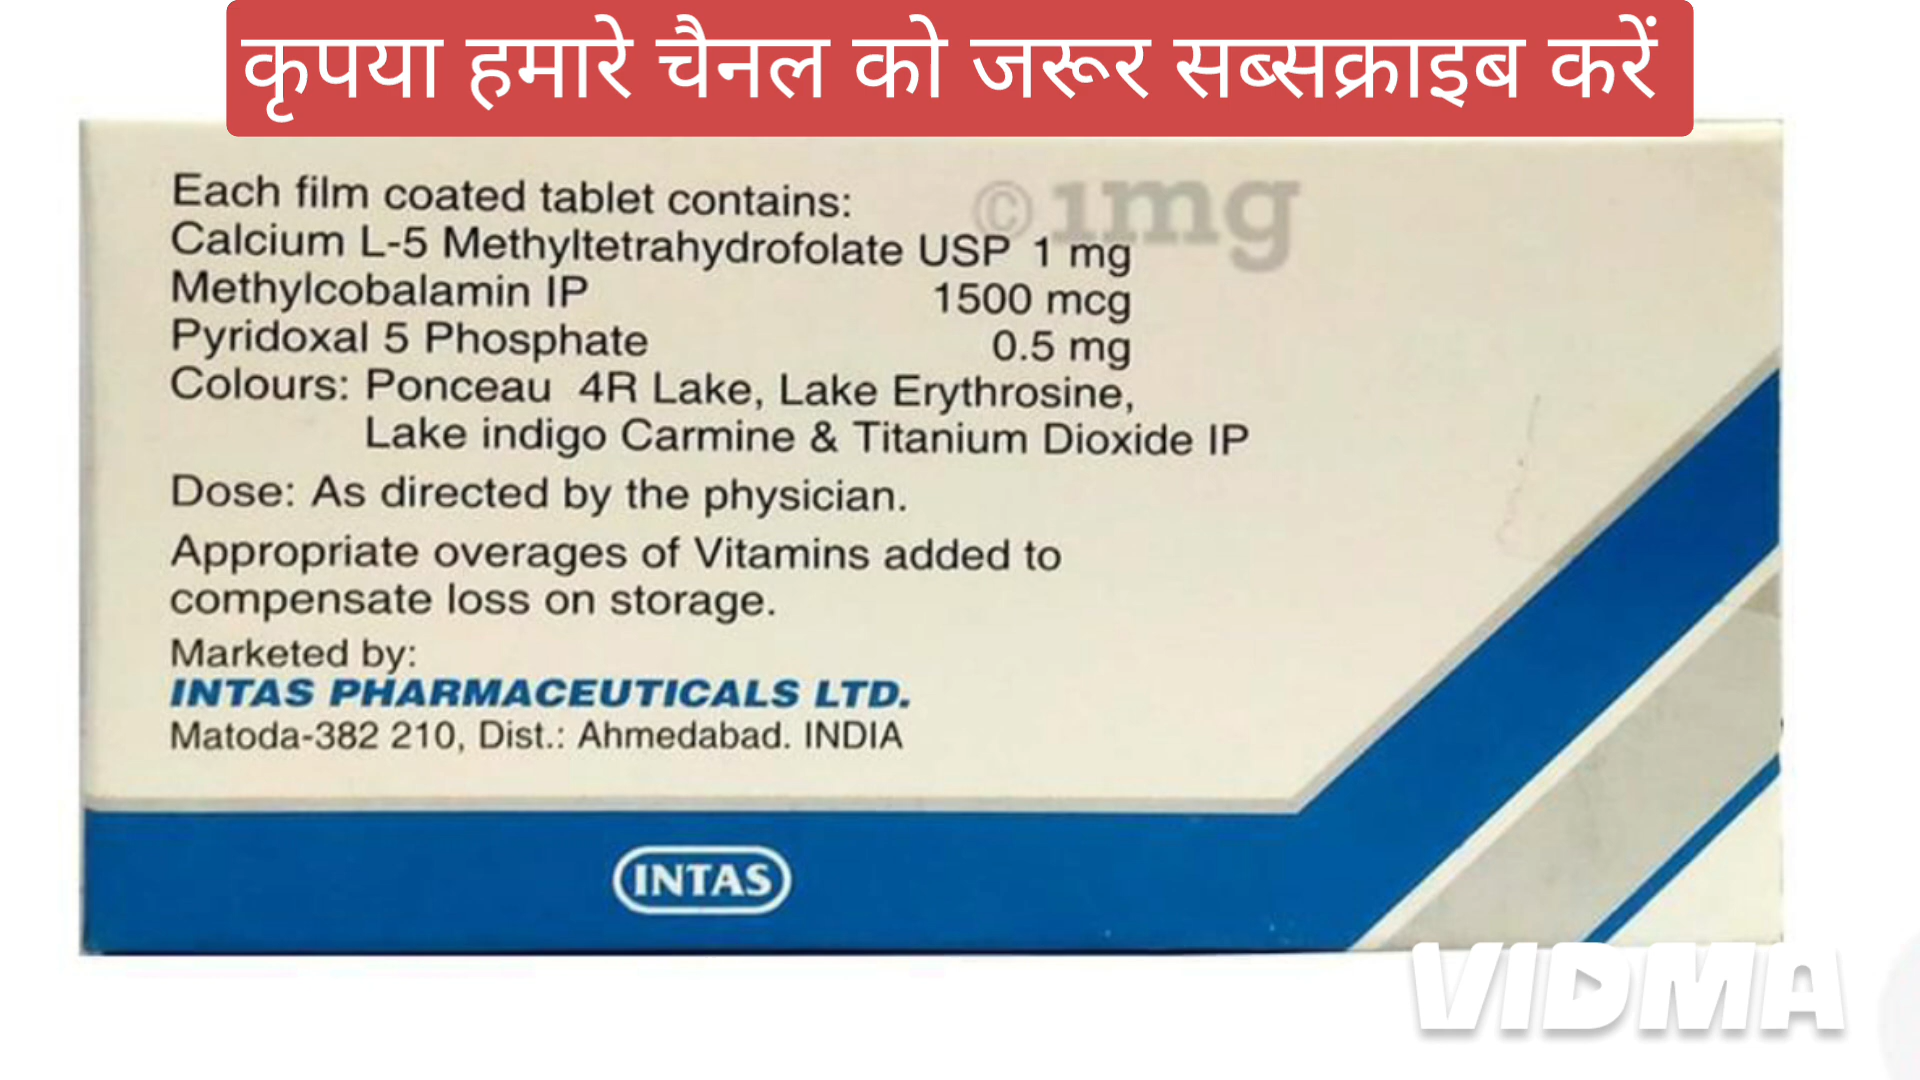 कृपया हमारे चैनल को जरूर सब्सक्राइब करें
©1mg
Each film coated tablet contains:
Calcium L-5 Methyltetrahydrofolate USP 1 mg
Methylcobalamin IP 1500 mcg
Pyridoxal 5 Phosphate 0.5 mg
Colours: Ponceau 4R Lake, Lake Erythrosine,
Lake indigo Carmine & Titanium Dioxide IP
Dose: As directed by the physician.
Appropriate overages of Vitamins added to
compensate loss on storage.
Marketed by:
INTAS PHARMACEUTICALS LTD.
Matoda-382 210, Dist.: Ahmedabad. INDIA
INTAS
VIDMA